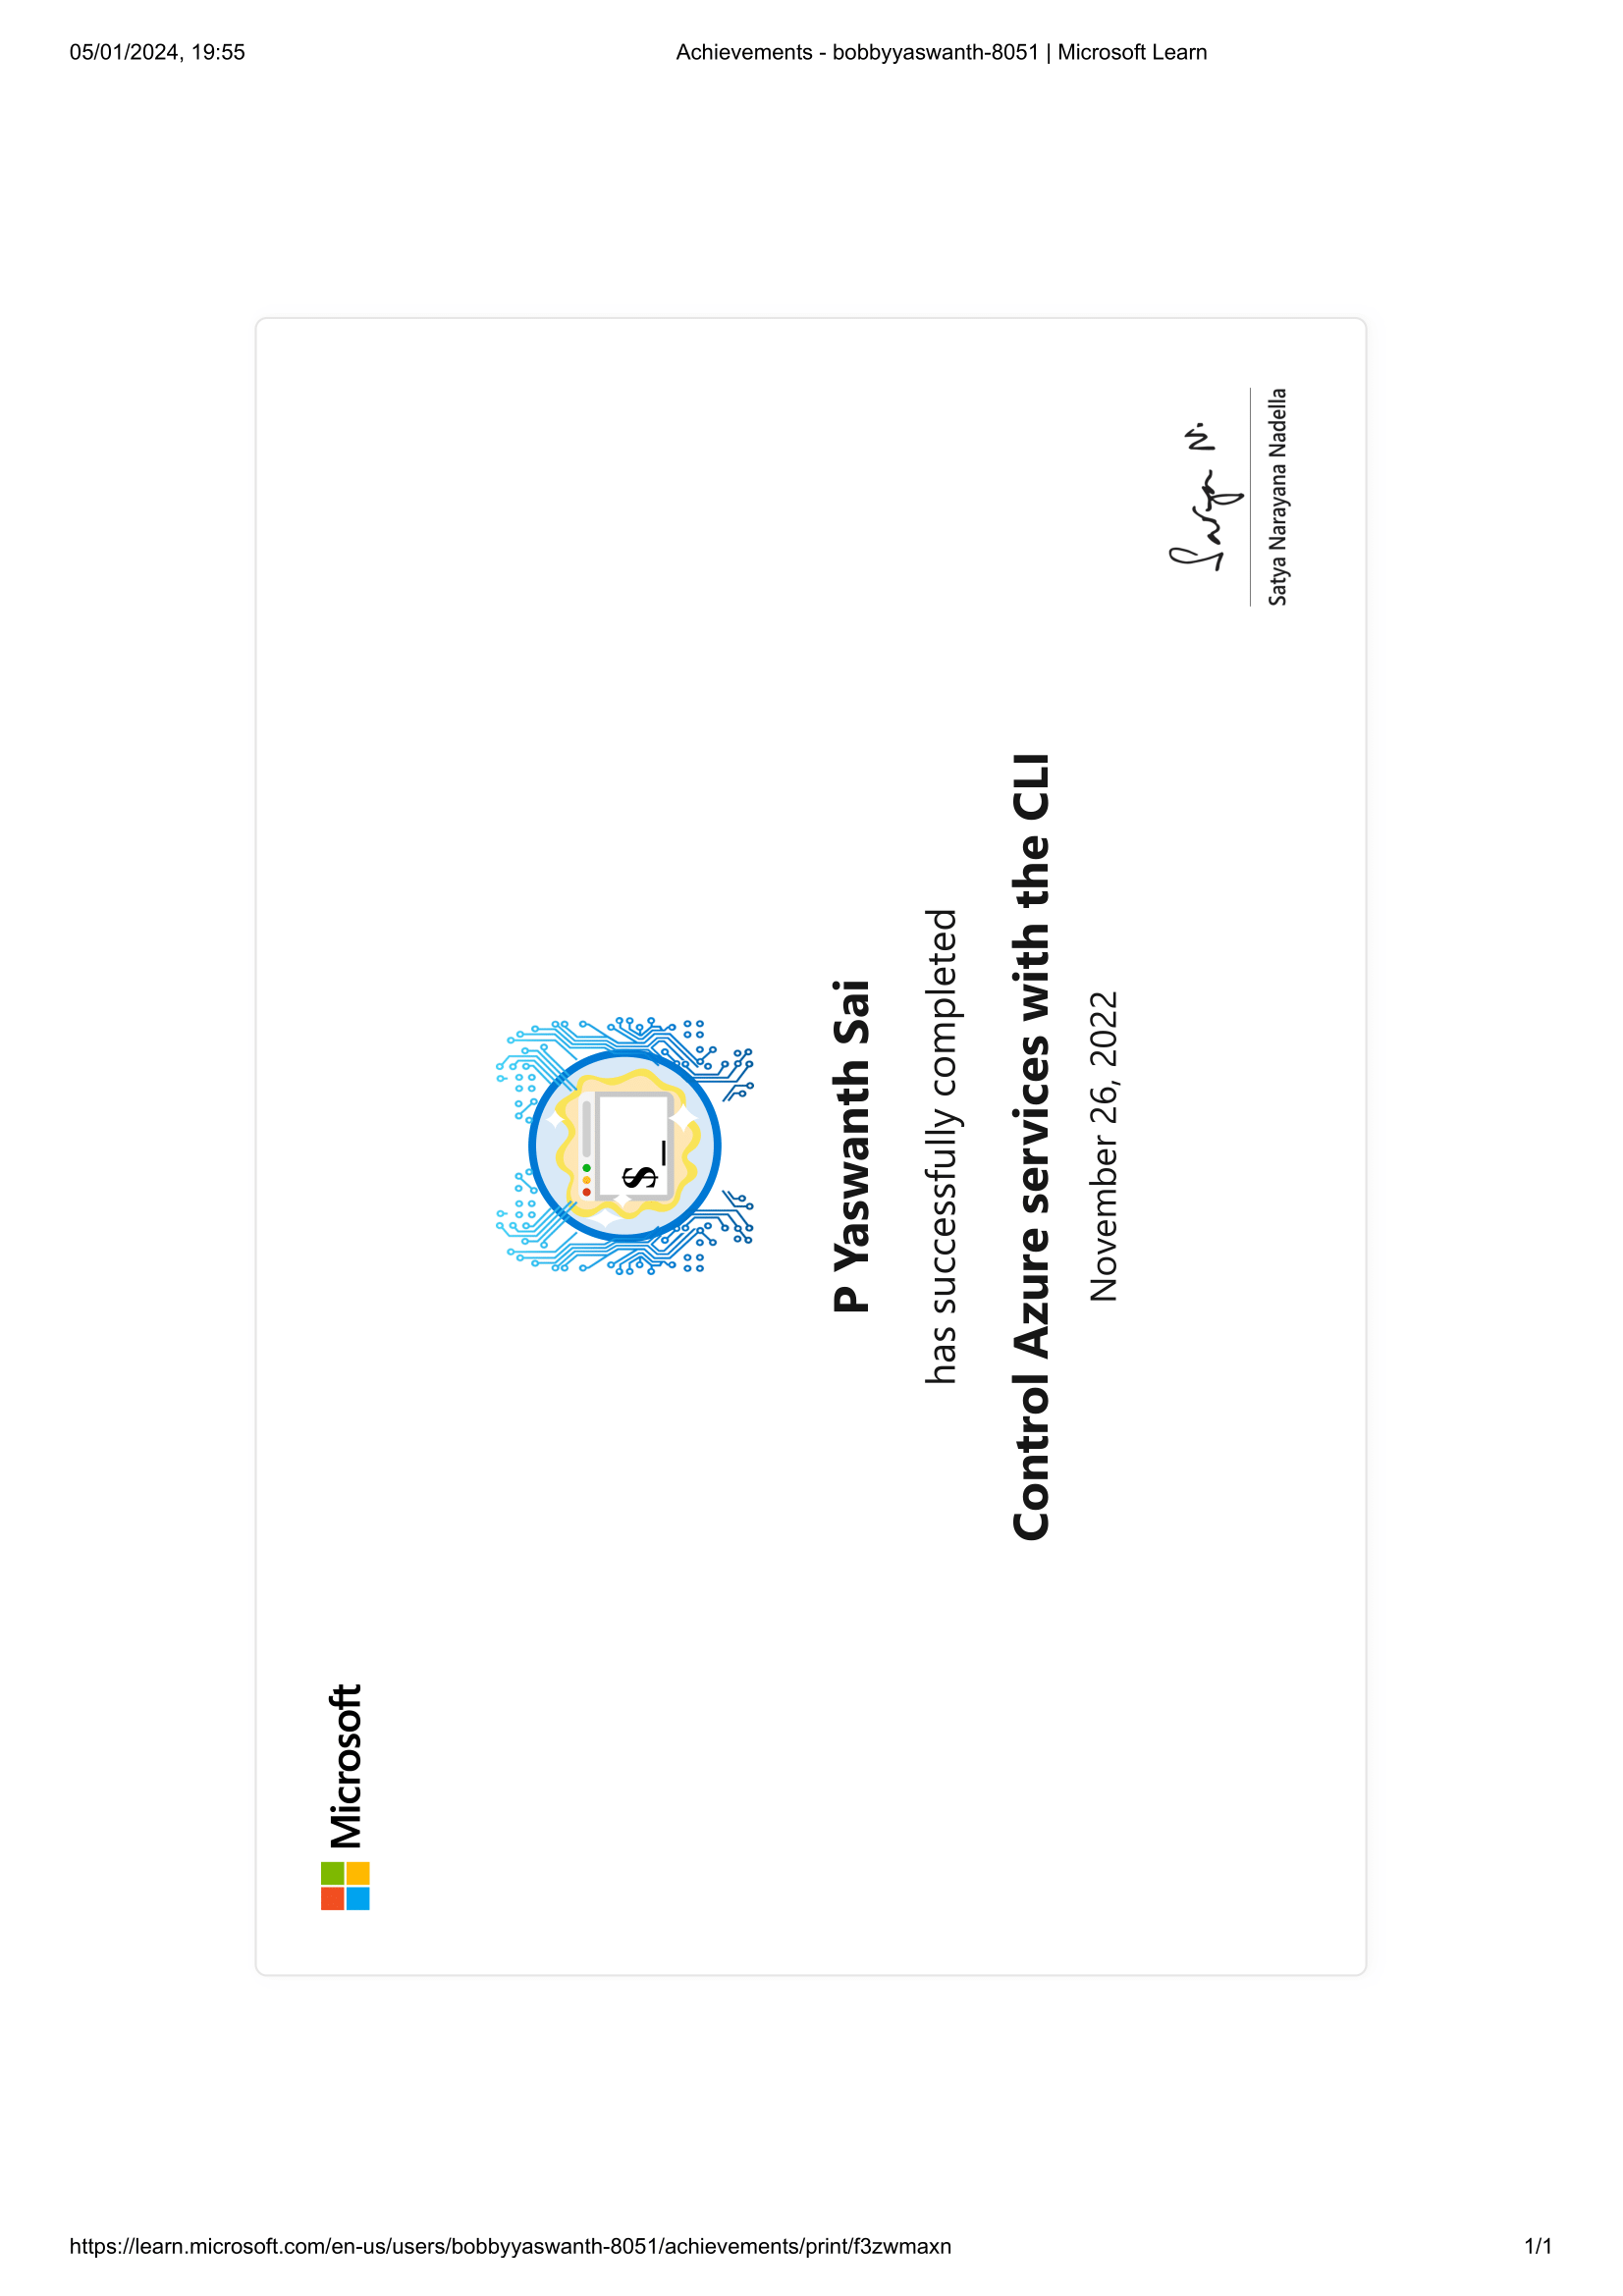 05/01/2024, 19:55
Achievements - bobbyyaswanth-8051 | Microsoft Learn
Microsoft
$_
P Yaswanth Sai
has successfully completed
Control Azure services with the CLI
November 26, 2022
Satya N.
Satya Narayana Nadella
https://learn.microsoft.com/en-us/users/bobbyyaswanth-8051/achievements/print/f3zwmaxn
1/1